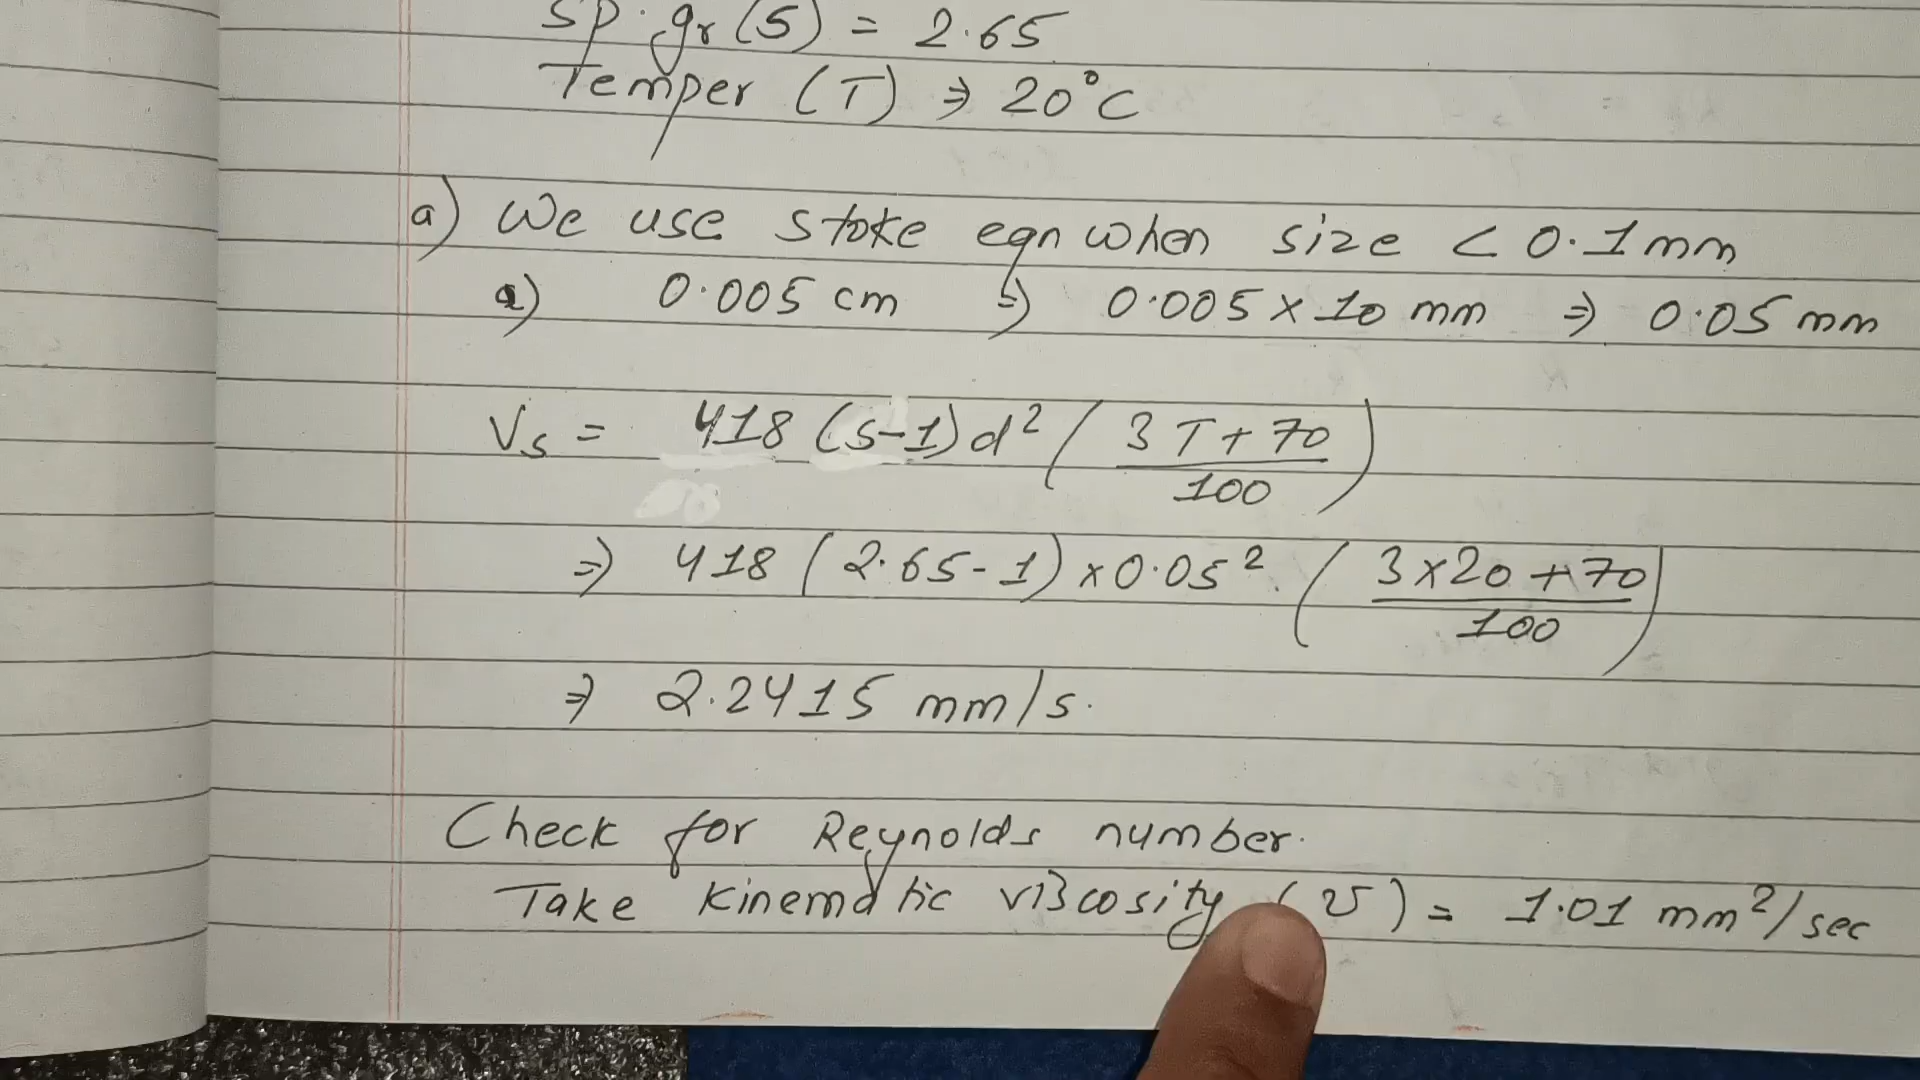 sp. gr (S) = 2.65
Temper (T) ⇒ 20°C
a) We use stoke eqn when size < 0.1mm
a) 0.005 cm ⇒ 0.005 × 10 mm ⇒ 0.05 mm
Vs = 418 (s-1) d² ( 3T + 70 / 100 )
⇒ 418 ( 2.65 - 1 ) × 0.05² . ( 3×20 + 70 / 100 )
⇒ 2.2415 mm/s.
Check for Reynolds number.
Take kinematic viscosity (υ) = 1.01 mm²/sec